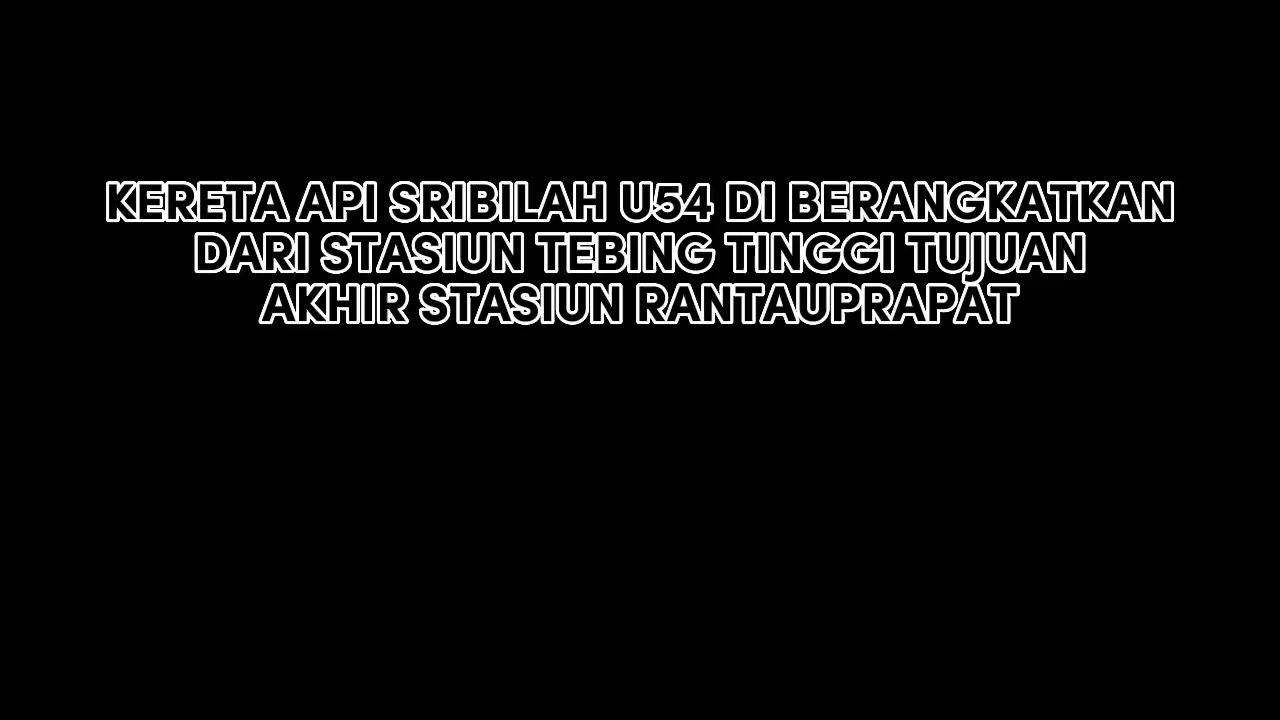 KERETA API SRIBILAH U54 DI BERANGKATKAN
DARI STASIUN TEBING TINGGI TUJUAN
AKHIR STASIUN RANTAUPRAPAT